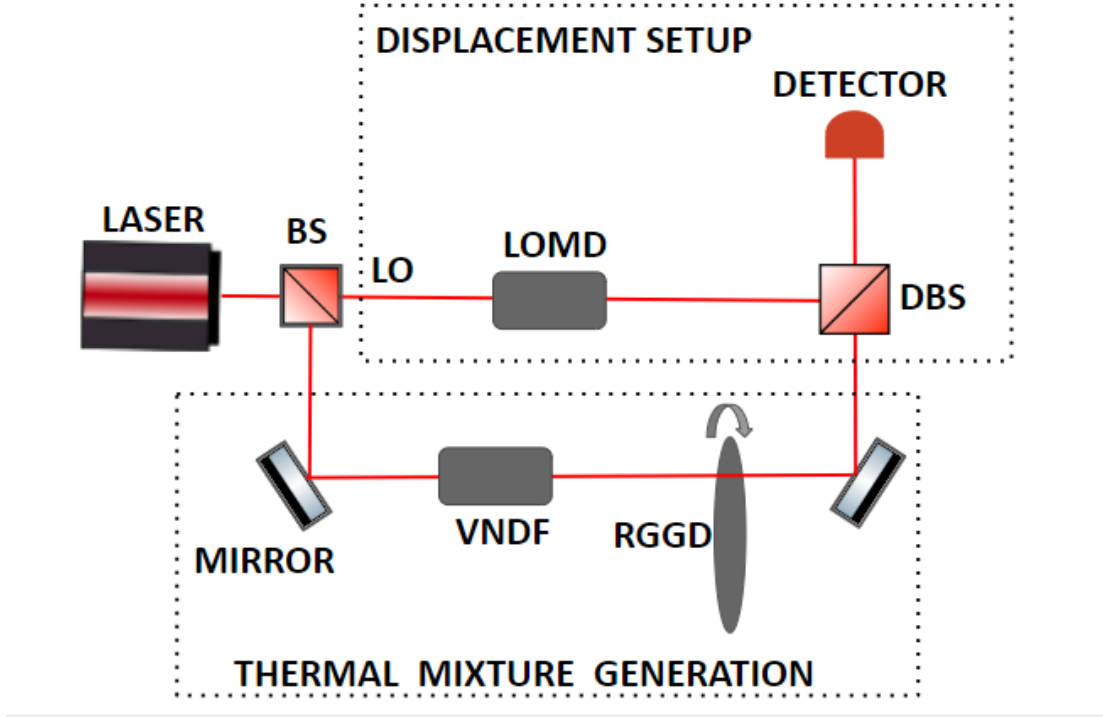 DISPLACEMENT SETUP
DETECTOR
LASER
BS
LO
LOMD
DBS
VNDF
RGGD
MIRROR
THERMAL MIXTURE GENERATION